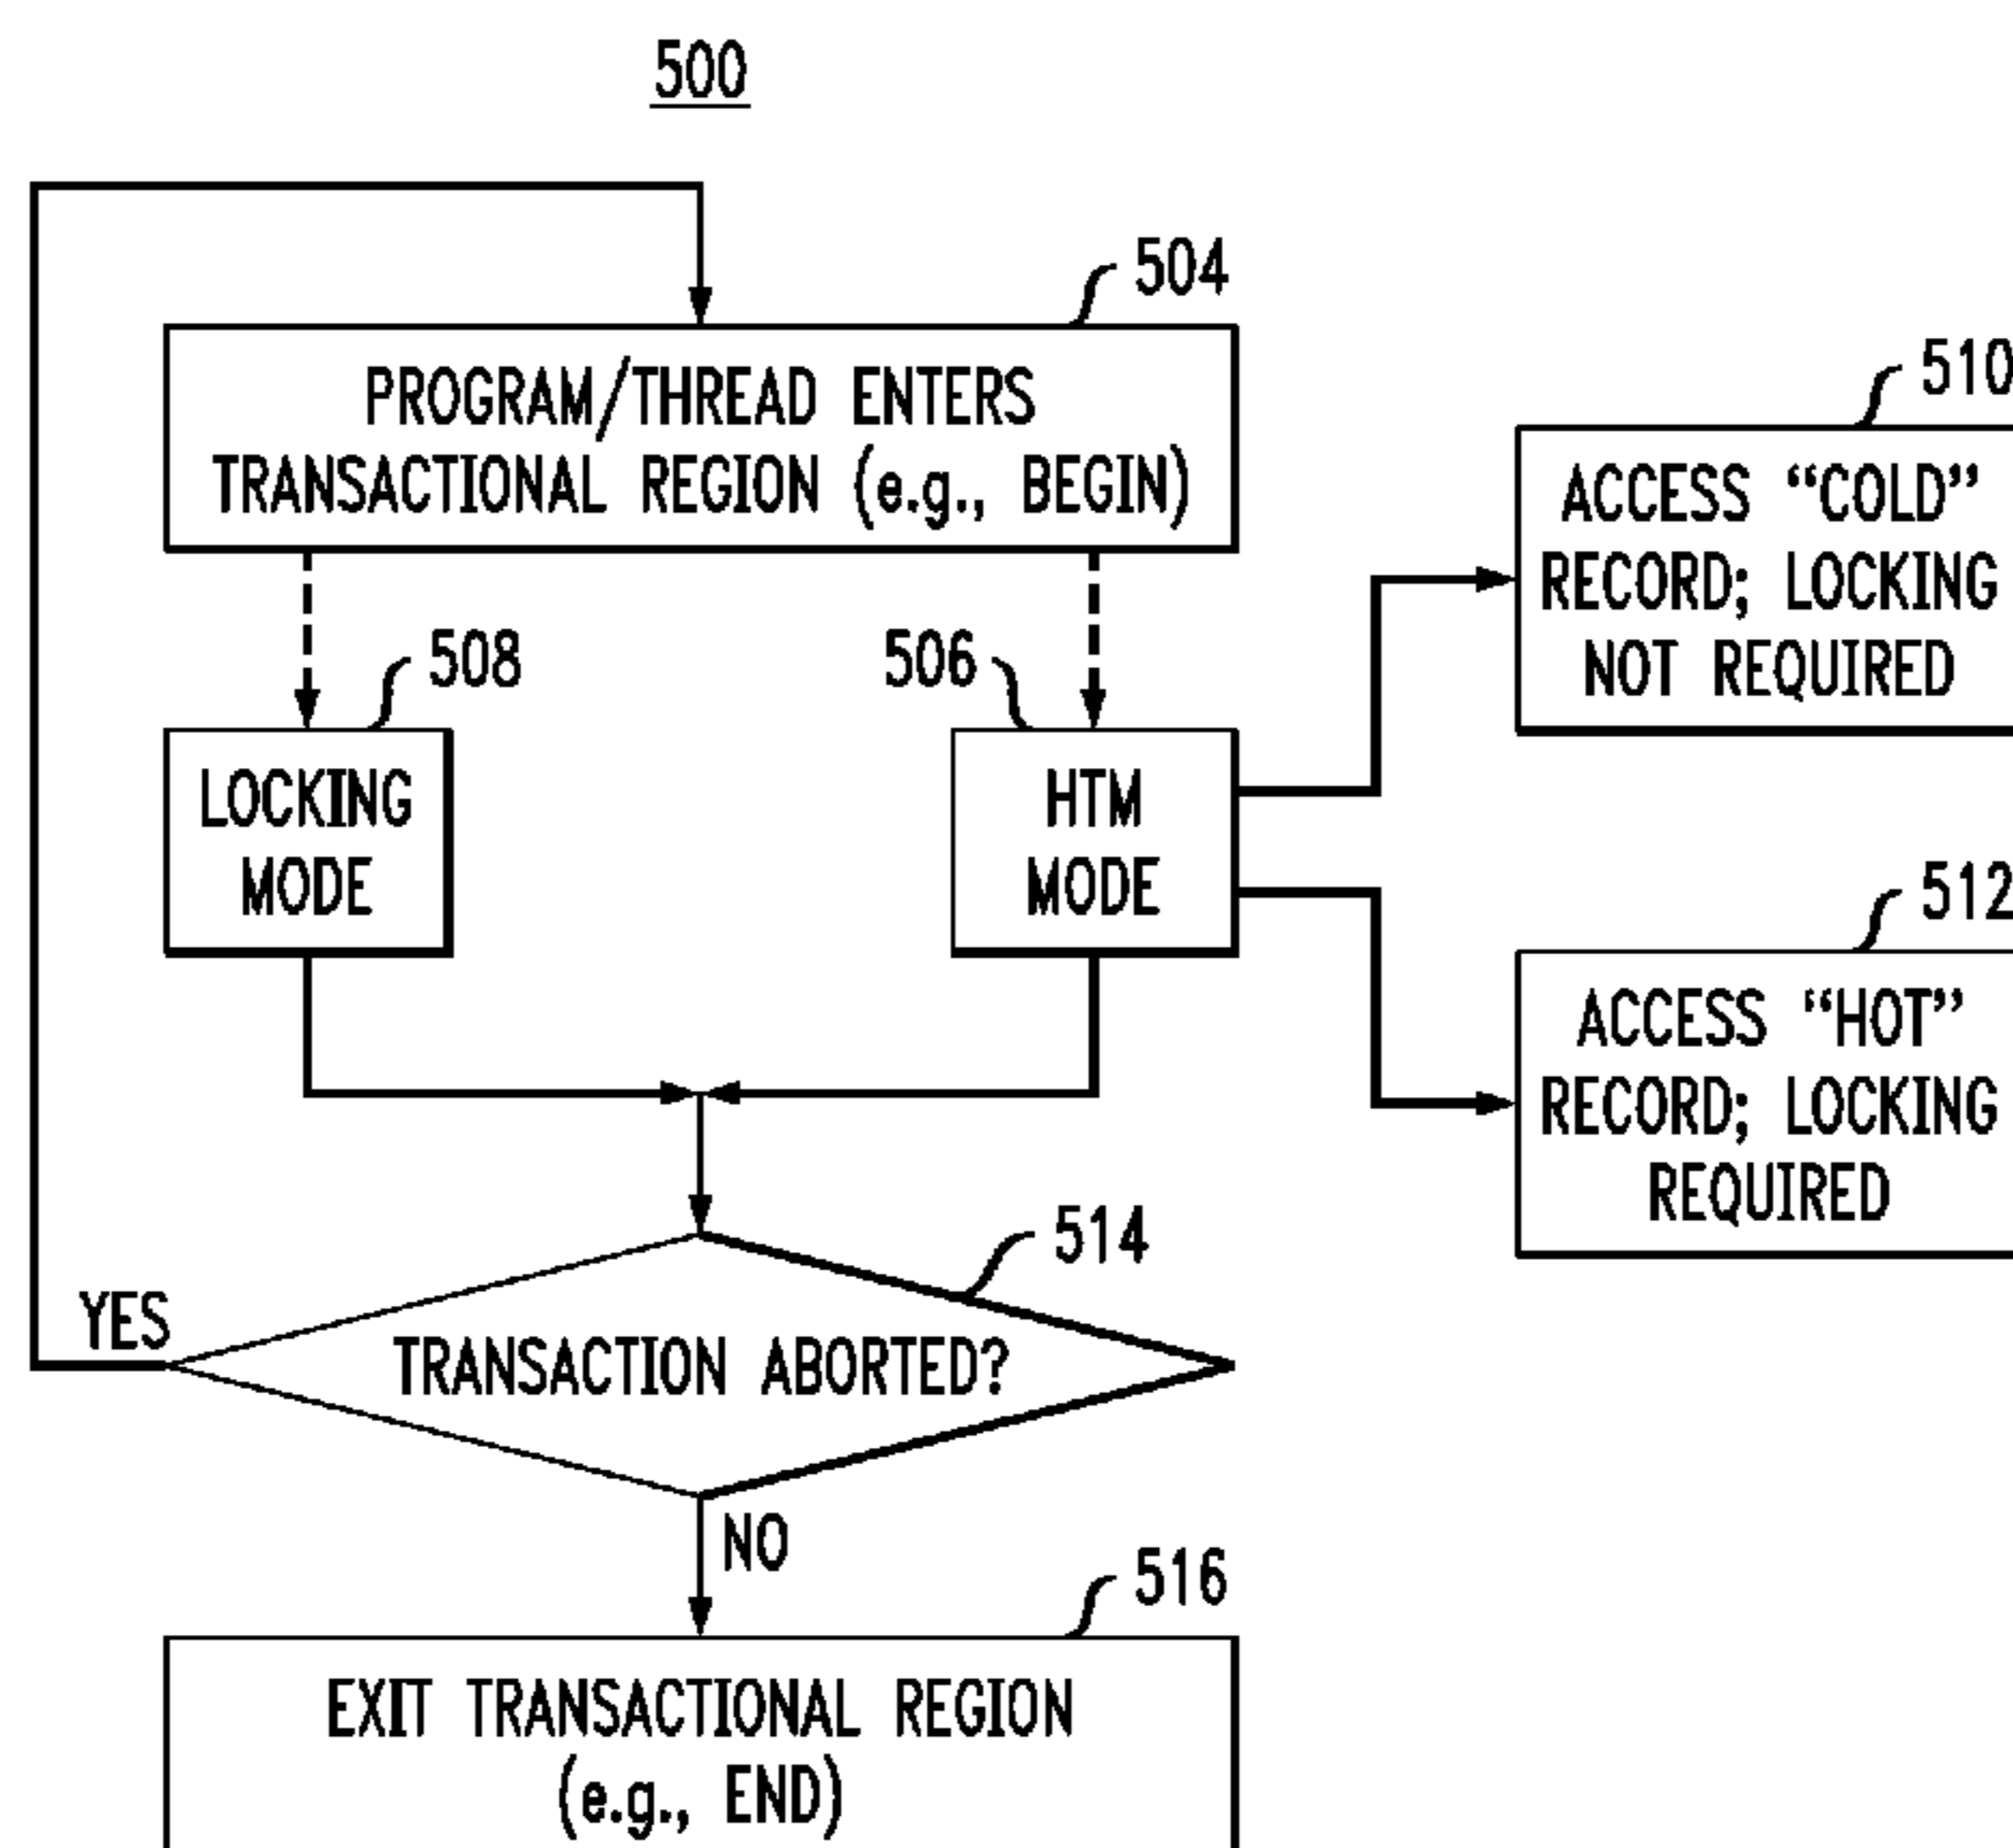 500
504
PROGRAM/THREAD ENTERS
TRANSACTIONAL REGION (e.g., BEGIN)
510
ACCESS “COLD”
RECORD; LOCKING
NOT REQUIRED
508
506
LOCKING
MODE
HTM
MODE
512
ACCESS “HOT”
RECORD; LOCKING
REQUIRED
514
YES
TRANSACTION ABORTED?
NO
516
EXIT TRANSACTIONAL REGION
(e.g., END)